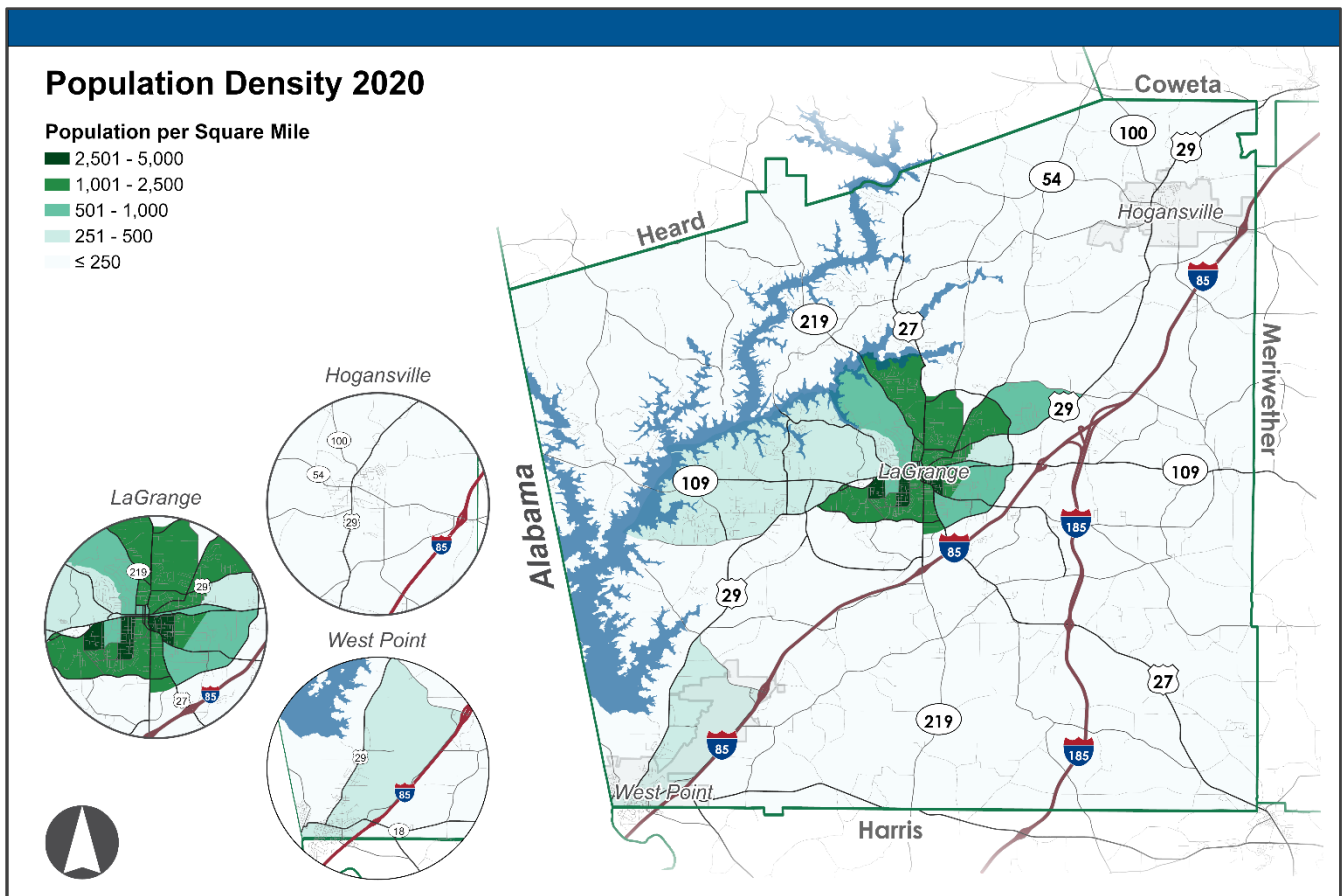 Population Density 2020
Population per Square Mile
2,501 - 5,000
1,001 - 2,500
501 - 1,000
251 - 500
≤ 250
Coweta
100
29
54
Hogansville
Heard
85
219
27
Meriwether
29
LaGrange
109
109
Alabama
185
85
29
27
219
85
185
West Point
Harris
Hogansville
100
54
29
85
LaGrange
219
29
27
85
West Point
29
85
18